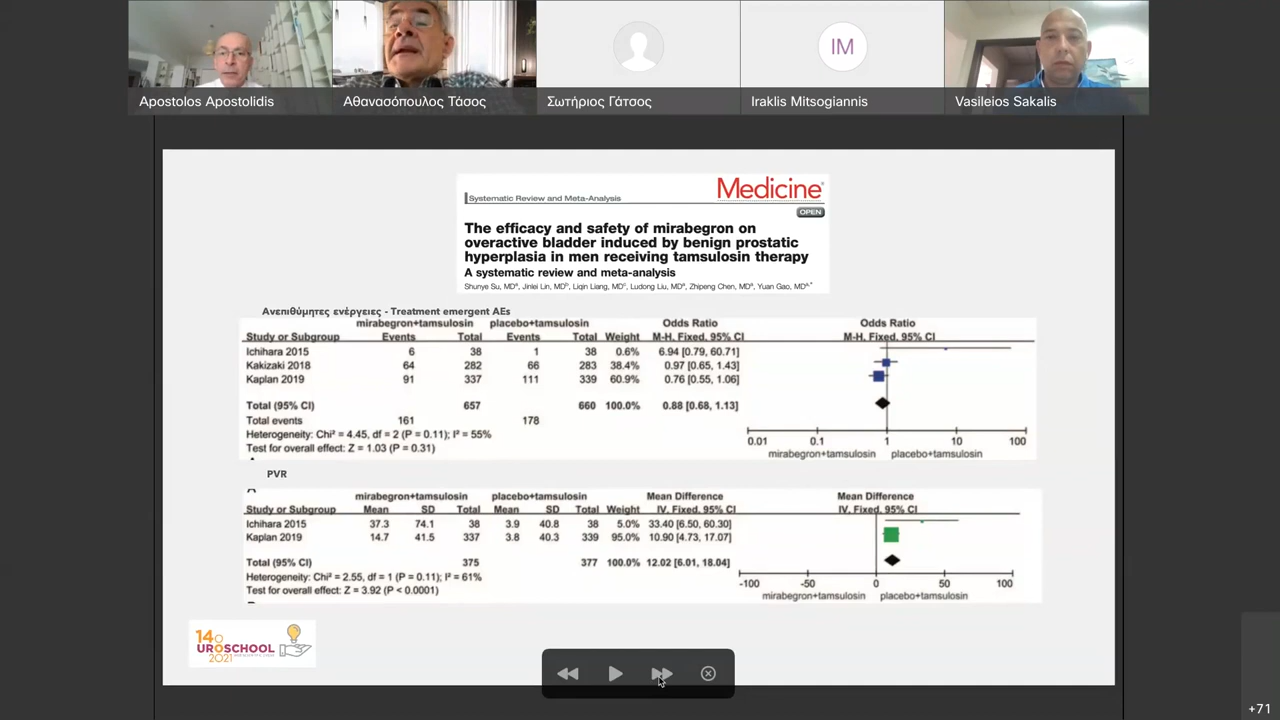 Apostolos Apostolidis
Αθανασόπουλος Τάσος
Σωτήριος Γάτσος
IM
Iraklis Mitsogiannis
Vasileios Sakalis
Systematic Review and Meta-Analysis
Medicine®
OPEN
The efficacy and safety of mirabegron on
overactive bladder induced by benign prostatic
hyperplasia in men receiving tamsulosin therapy
A systematic review and meta-analysis
Shunye Su, MDᵃ, Jinlei Lin, MDᵇ, Liqin Liang, MDᶜ, Ludong Liu, MDᵃ, Zhipeng Chen, MDᵃ, Yuan Gao, MDᵃ,*
Ανεπιθύμητες ενέργειες - Treatment emergent AEs
mirabegron+tamsulosin placebo+tamsulosin Odds Ratio Odds Ratio
Study or Subgroup Events Total Events Total Weight M-H, Fixed, 95% CI M-H, Fixed, 95% CI
Ichihara 2015 6 38 1 38 0.6% 6.94 [0.79, 60.71]
Kakizaki 2018 64 282 66 283 38.4% 0.97 [0.65, 1.43]
Kaplan 2019 91 337 111 339 60.9% 0.76 [0.55, 1.06]
Total (95% CI) 657 660 100.0% 0.88 [0.68, 1.13]
Total events 161 178
Heterogeneity: Chi² = 4.45, df = 2 (P = 0.11); I² = 55%
Test for overall effect: Z = 1.03 (P = 0.31)
0.01 0.1 1 10 100
mirabegron+tamsulosin placebo+tamsulosin
PVR
mirabegron+tamsulosin placebo+tamsulosin Mean Difference Mean Difference
Study or Subgroup Mean SD Total Mean SD Total Weight IV, Fixed, 95% CI IV, Fixed, 95% CI
Ichihara 2015 37.3 74.1 38 3.9 40.8 38 5.0% 33.40 [6.50, 60.30]
Kaplan 2019 14.7 41.5 337 3.8 40.3 339 95.0% 10.90 [4.73, 17.07]
Total (95% CI) 375 377 100.0% 12.02 [6.01, 18.04]
Heterogeneity: Chi² = 2.55, df = 1 (P = 0.11); I² = 61%
Test for overall effect: Z = 3.92 (P < 0.0001)
-100 -50 0 50 100
mirabegron+tamsulosin placebo+tamsulosin
14ο
UROSCHOOL
2021
+71